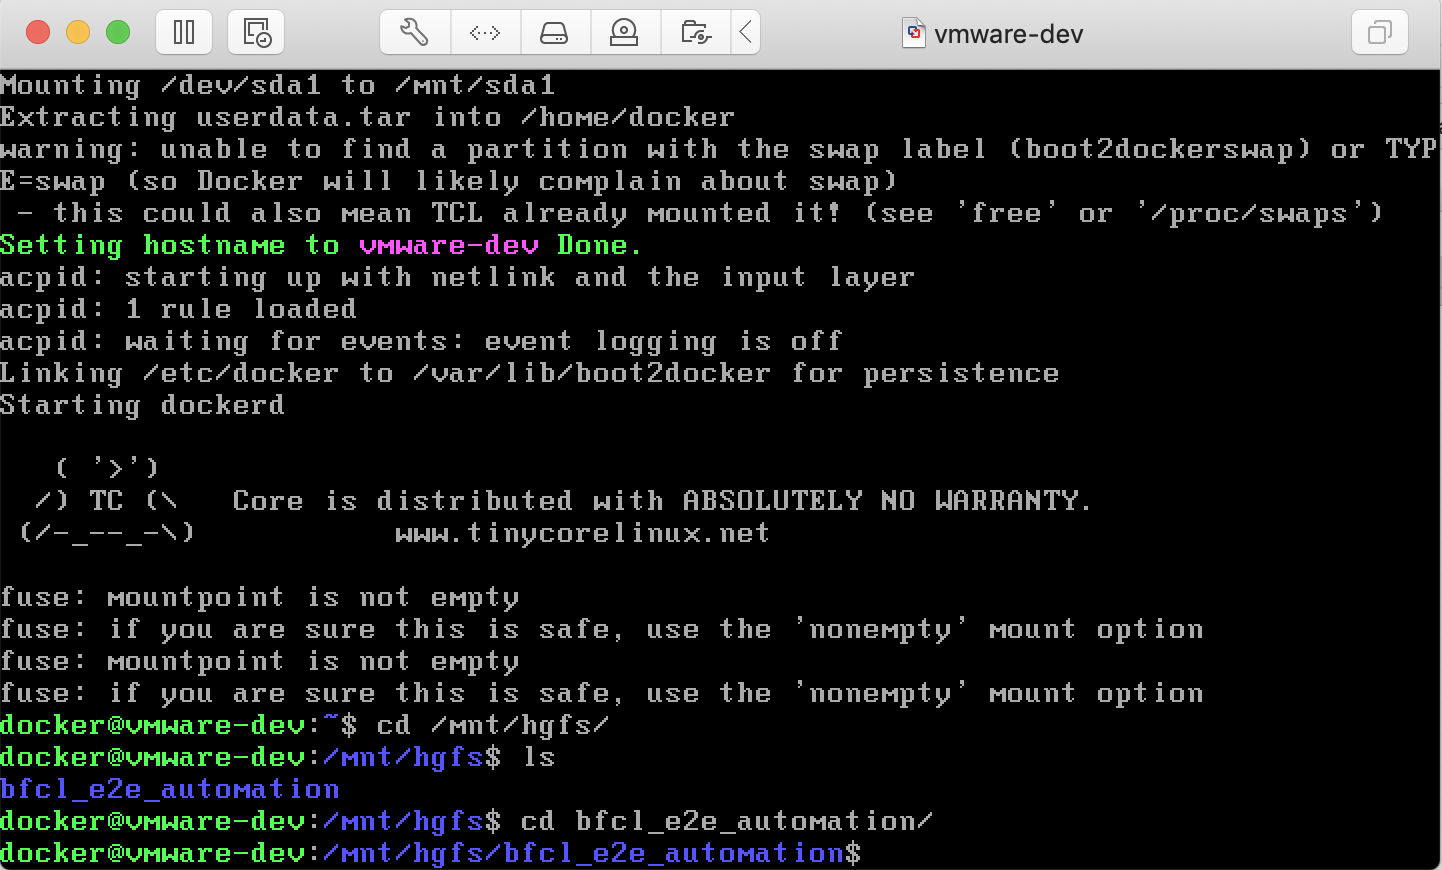 vmware-dev
Mounting /dev/sda1 to /mnt/sda1
Extracting userdata.tar into /home/docker
warning: unable to find a partition with the swap label (boot2dockerswap) or TYP
E=swap (so Docker will likely complain about swap)
 - this could also mean TCL already mounted it! (see 'free' or '/proc/swaps')
Setting hostname to vmware-dev Done.
acpid: starting up with netlink and the input layer
acpid: 1 rule loaded
acpid: waiting for events: event logging is off
Linking /etc/docker to /var/lib/boot2docker for persistence
Starting dockerd
   ( '>')
  /) TC (\   Core is distributed with ABSOLUTELY NO WARRANTY.
 (/-_--_-\)           www.tinycorelinux.net
fuse: mountpoint is not empty
fuse: if you are sure this is safe, use the 'nonempty' mount option
fuse: mountpoint is not empty
fuse: if you are sure this is safe, use the 'nonempty' mount option
docker@vmware-dev:~$ cd /mnt/hgfs/
docker@vmware-dev:/mnt/hgfs$ ls
bfcl_e2e_automation
docker@vmware-dev:/mnt/hgfs$ cd bfcl_e2e_automation/
docker@vmware-dev:/mnt/hgfs/bfcl_e2e_automation$